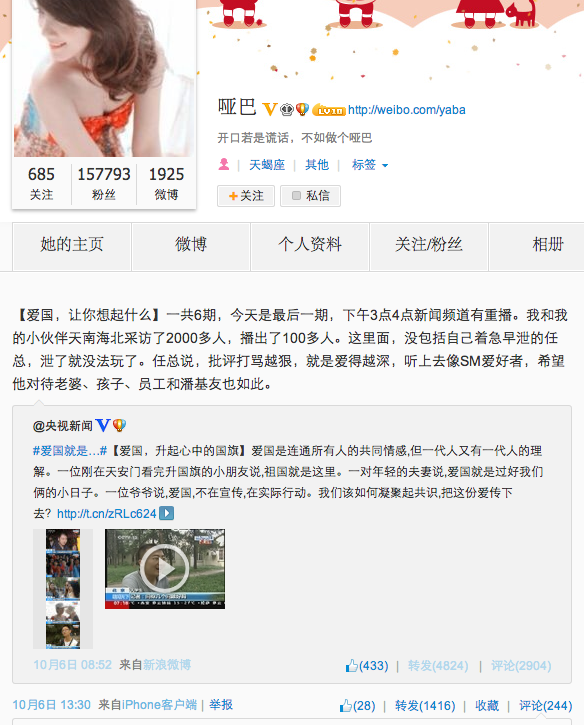 哑巴 V LV10 http://weibo.com/yaba
开口若是谎话，不如做个哑巴
天蝎座 | 其他 | 标签
+关注 私信
685 157793 1925
关注 粉丝 微博
她的主页 微博 个人资料 关注/粉丝 相册
【爱国，让你想起什么】一共6期，今天是最后一期，下午3点4点新闻频道有重播。我和我
的小伙伴天南海北采访了2000多人，播出了100多人。这里面，没包括自己着急早泄的任
总，泄了就没法玩了。任总说，批评打骂越狠，就是爱得越深，听上去像SM爱好者，希望
他对待老婆、孩子、员工和潘基友也如此。
@央视新闻 V
#爱国就是...#【爱国，升起心中的国旗】爱国是连通所有人的共同情感,但一代人又有一代人的理
解。一位刚在天安门看完升国旗的小朋友说,祖国就是这里。一对年轻的夫妻说,爱国就是过好我们
俩的小日子。一位爷爷说,爱国,不在宣传,在实际行动。我们该如何凝聚起共识,把这份爱传下
去？http://t.cn/zRLc624
10月6日 08:52 来自新浪微博 (433) | 转发(4824) | 评论(2904)
10月6日 13:30 来自iPhone客户端 | 举报 (28) | 转发(1416) | 收藏 | 评论(244)